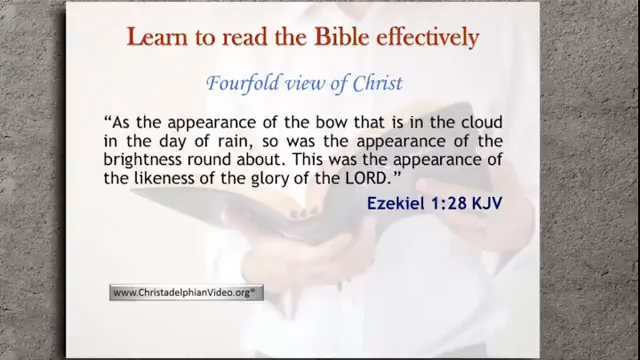 Learn to read the Bible effectively
Fourfold view of Christ
“As the appearance of the bow that is in the cloud
in the day of rain, so was the appearance of the
brightness round about. This was the appearance of
the likeness of the glory of the LORD.”
Ezekiel 1:28 KJV
www.ChristadelphianVideo.org®